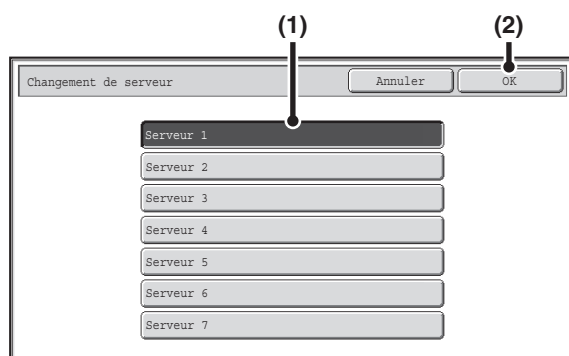 (1) (2)
Changement de serveur Annuler OK
Serveur 1
Serveur 2
Serveur 3
Serveur 4
Serveur 5
Serveur 6
Serveur 7